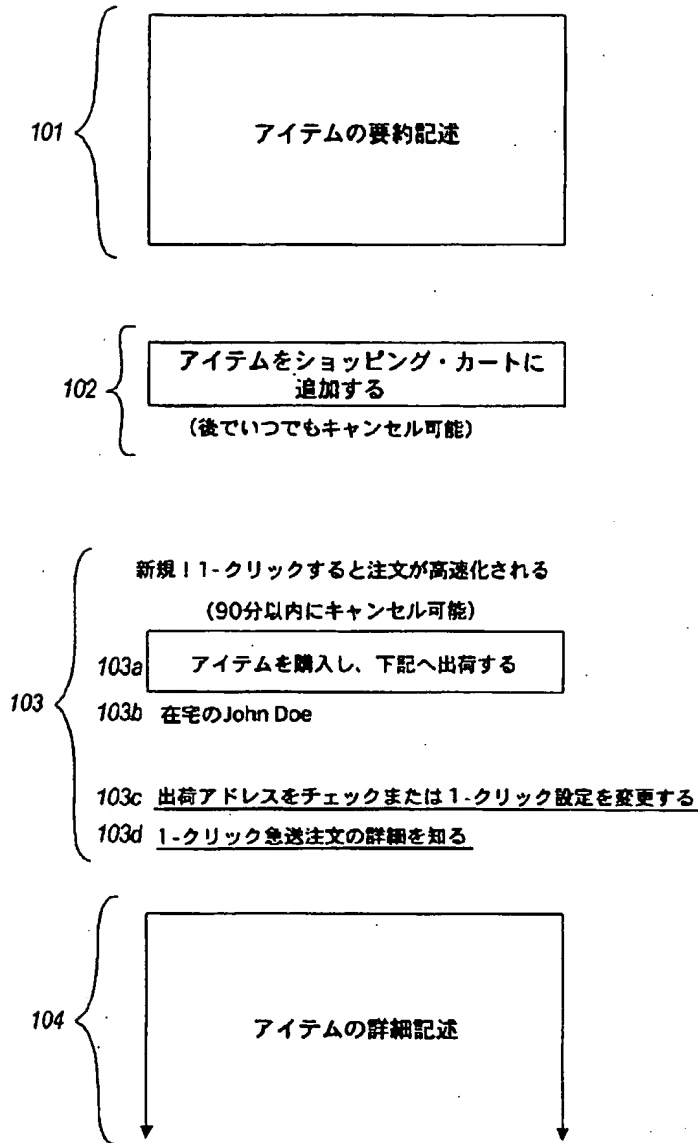 101
アイテムの要約記述
102
アイテムをショッピング・カートに
追加する
(後でいつでもキャンセル可能)
103
新規!1-クリックすると注文が高速化される
(90分以内にキャンセル可能)
103a アイテムを購入し、下記へ出荷する
103b 在宅のJohn Doe
103c 出荷アドレスをチェックまたは1-クリック設定を変更する
103d 1-クリック急送注文の詳細を知る
104
アイテムの詳細記述